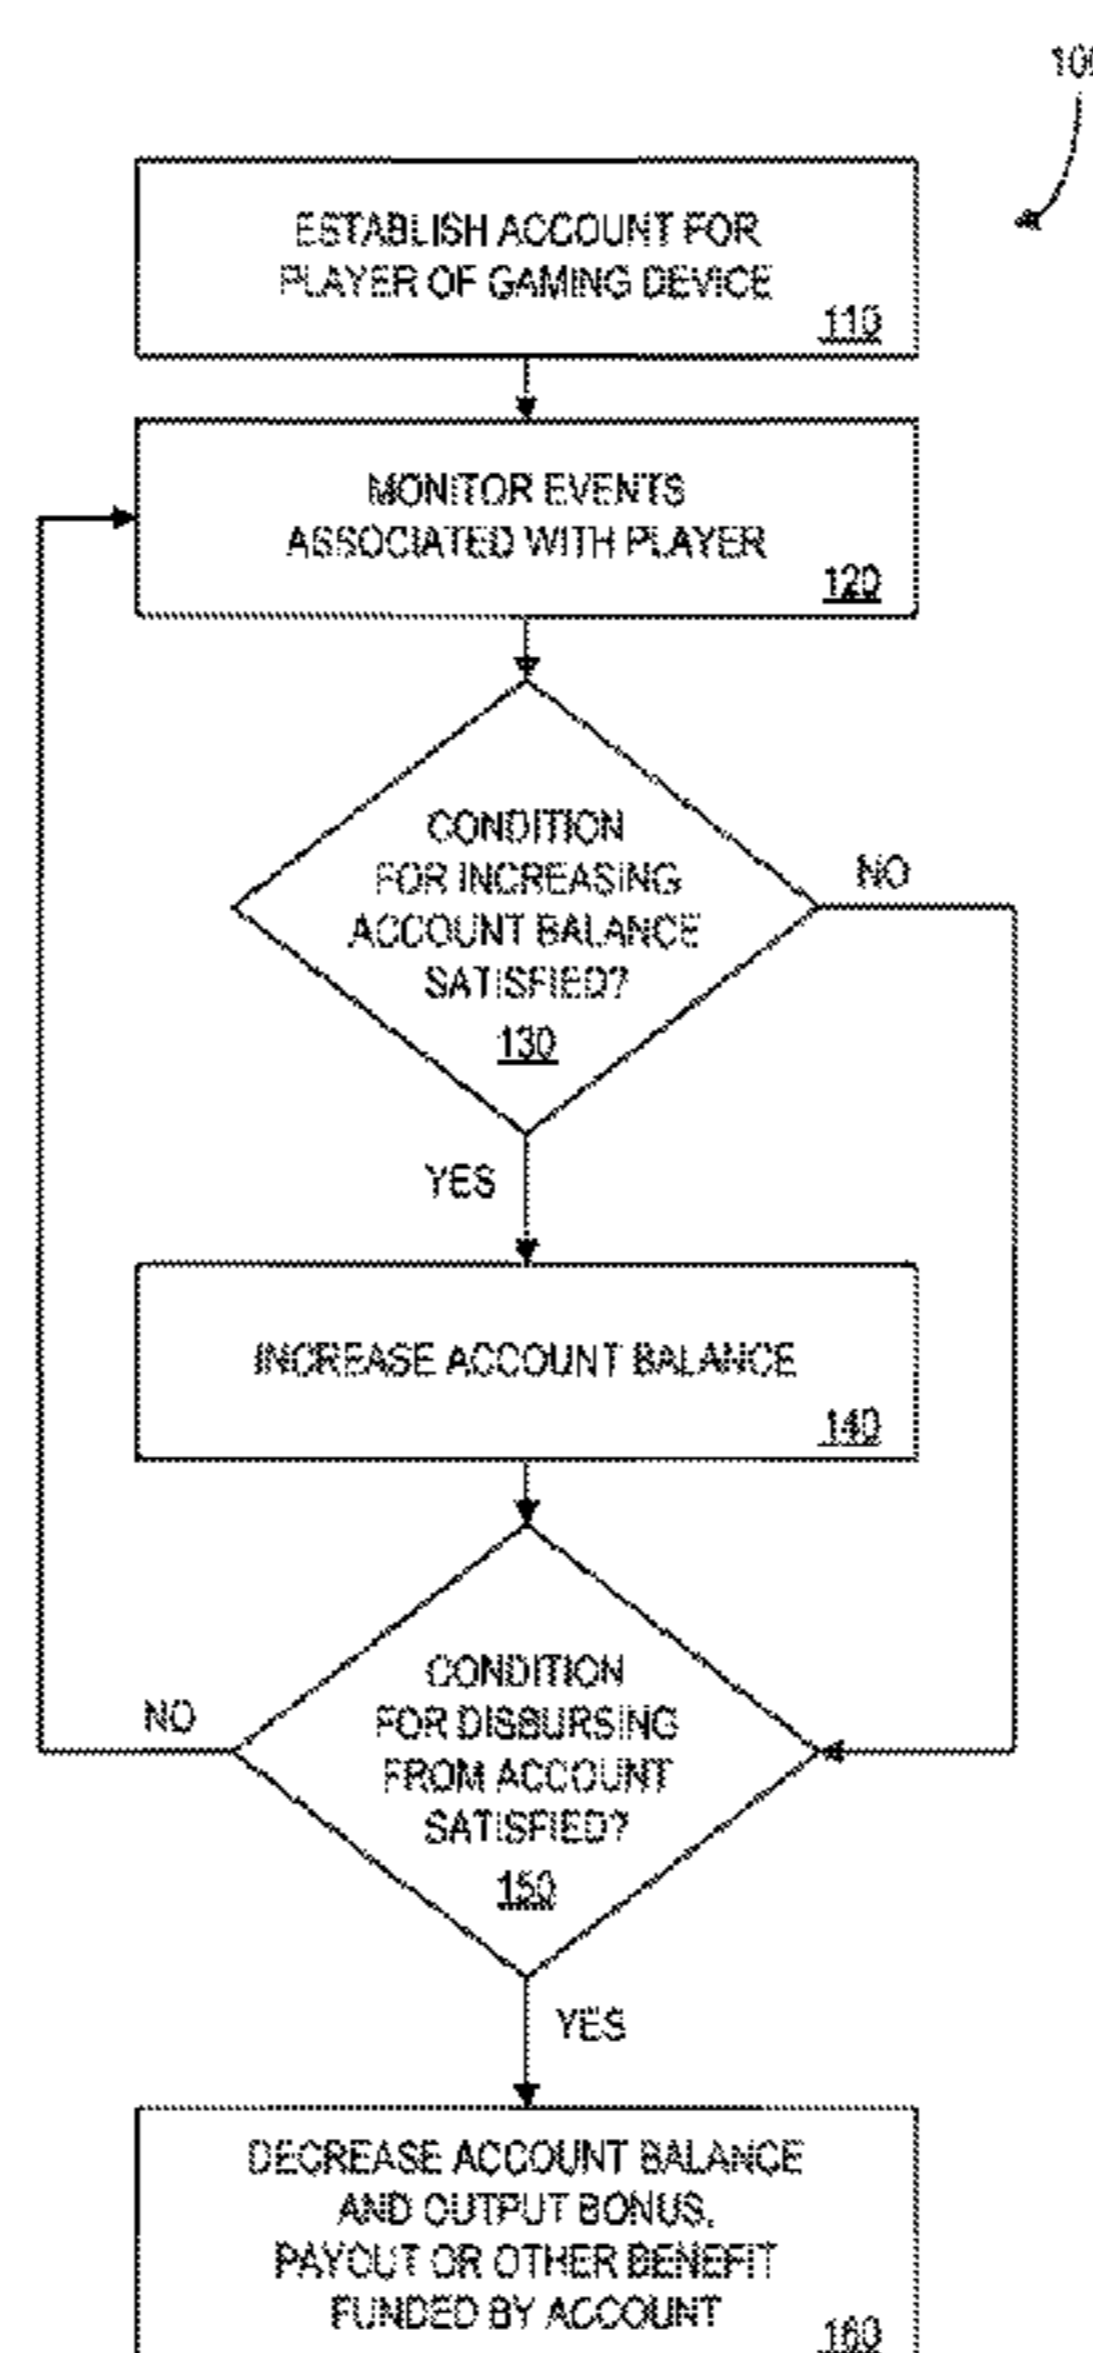 ESTABLISH ACCOUNT FOR
PLAYER OF GAMING DEVICE
110
MONITOR EVENTS
ASSOCIATED WITH PLAYER
120
CONDITION
FOR INCREASING
ACCOUNT BALANCE
SATISFIED?
130
NO
YES
INCREASE ACCOUNT BALANCE
140
CONDITION
FOR DISBURSING
FROM ACCOUNT
SATISFIED?
150
NO
YES
DECREASE ACCOUNT BALANCE
AND OUTPUT BONUS,
PAYOUT OR OTHER BENEFIT
FUNDED BY ACCOUNT
160